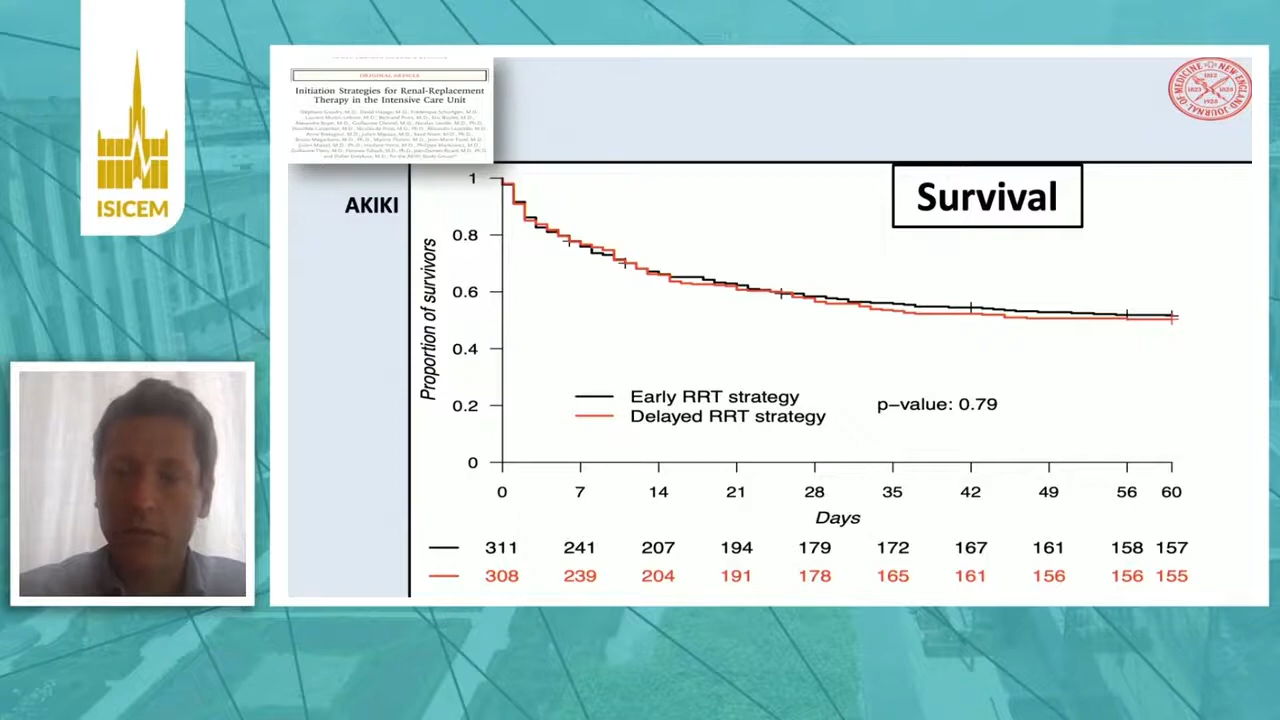 ISICEM
ORIGINAL ARTICLE
Initiation Strategies for Renal-Replacement
Therapy in the Intensive Care Unit
AKIKI
Survival
Proportion of survivors
1
0.8
0.6
0.4
0.2
0
Early RRT strategy
Delayed RRT strategy
p-value: 0.79
0 7 14 21 28 35 42 49 56 60
Days
311 241 207 194 179 172 167 161 158 157
308 239 204 191 178 165 161 156 156 155